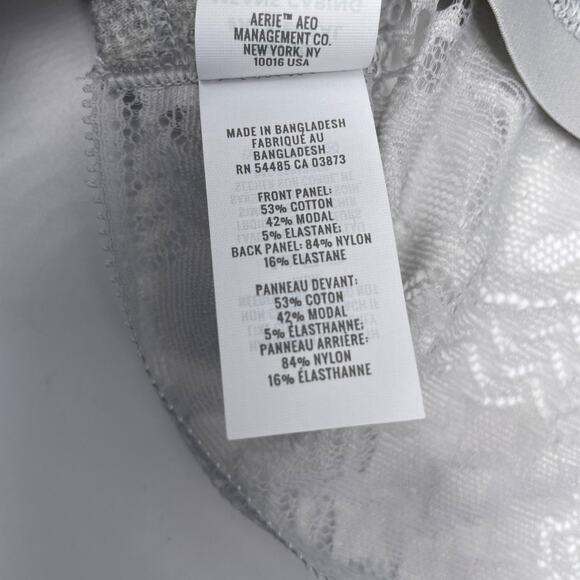 AERIE™ AEO
MANAGEMENT CO.
NEW YORK, NY
10016 USA
MADE IN BANGLADESH
FABRIQUÉ AU
BANGLADESH
RN 54485 CA 03873
FRONT PANEL:
53% COTTON
42% MODAL
5% ELASTANE;
BACK PANEL: 84% NYLON
16% ELASTANE
PANNEAU DEVANT:
53% COTON
42% MODAL
5% ÉLASTHANNE;
PANNEAU ARRIÈRE:
84% NYLON
16% ÉLASTHANNE